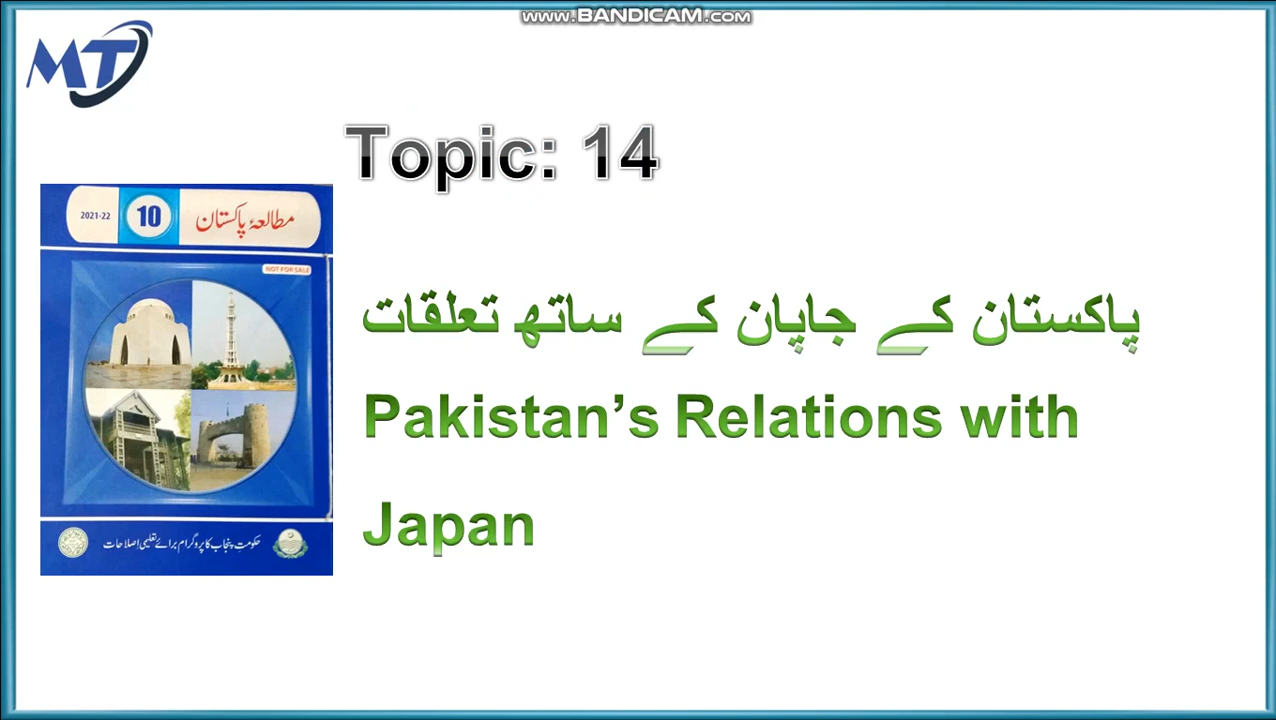 WWW.BANDICAM.COM
MT
Topic: 14
2021-22
10
مطالعۂ پاکستان
NOT FOR SALE
حکومتِ پنجاب کا پروگرام برائے تعلیمی اصلاحات
پاکستان کے جاپان کے ساتھ تعلقات
Pakistan’s Relations with
Japan